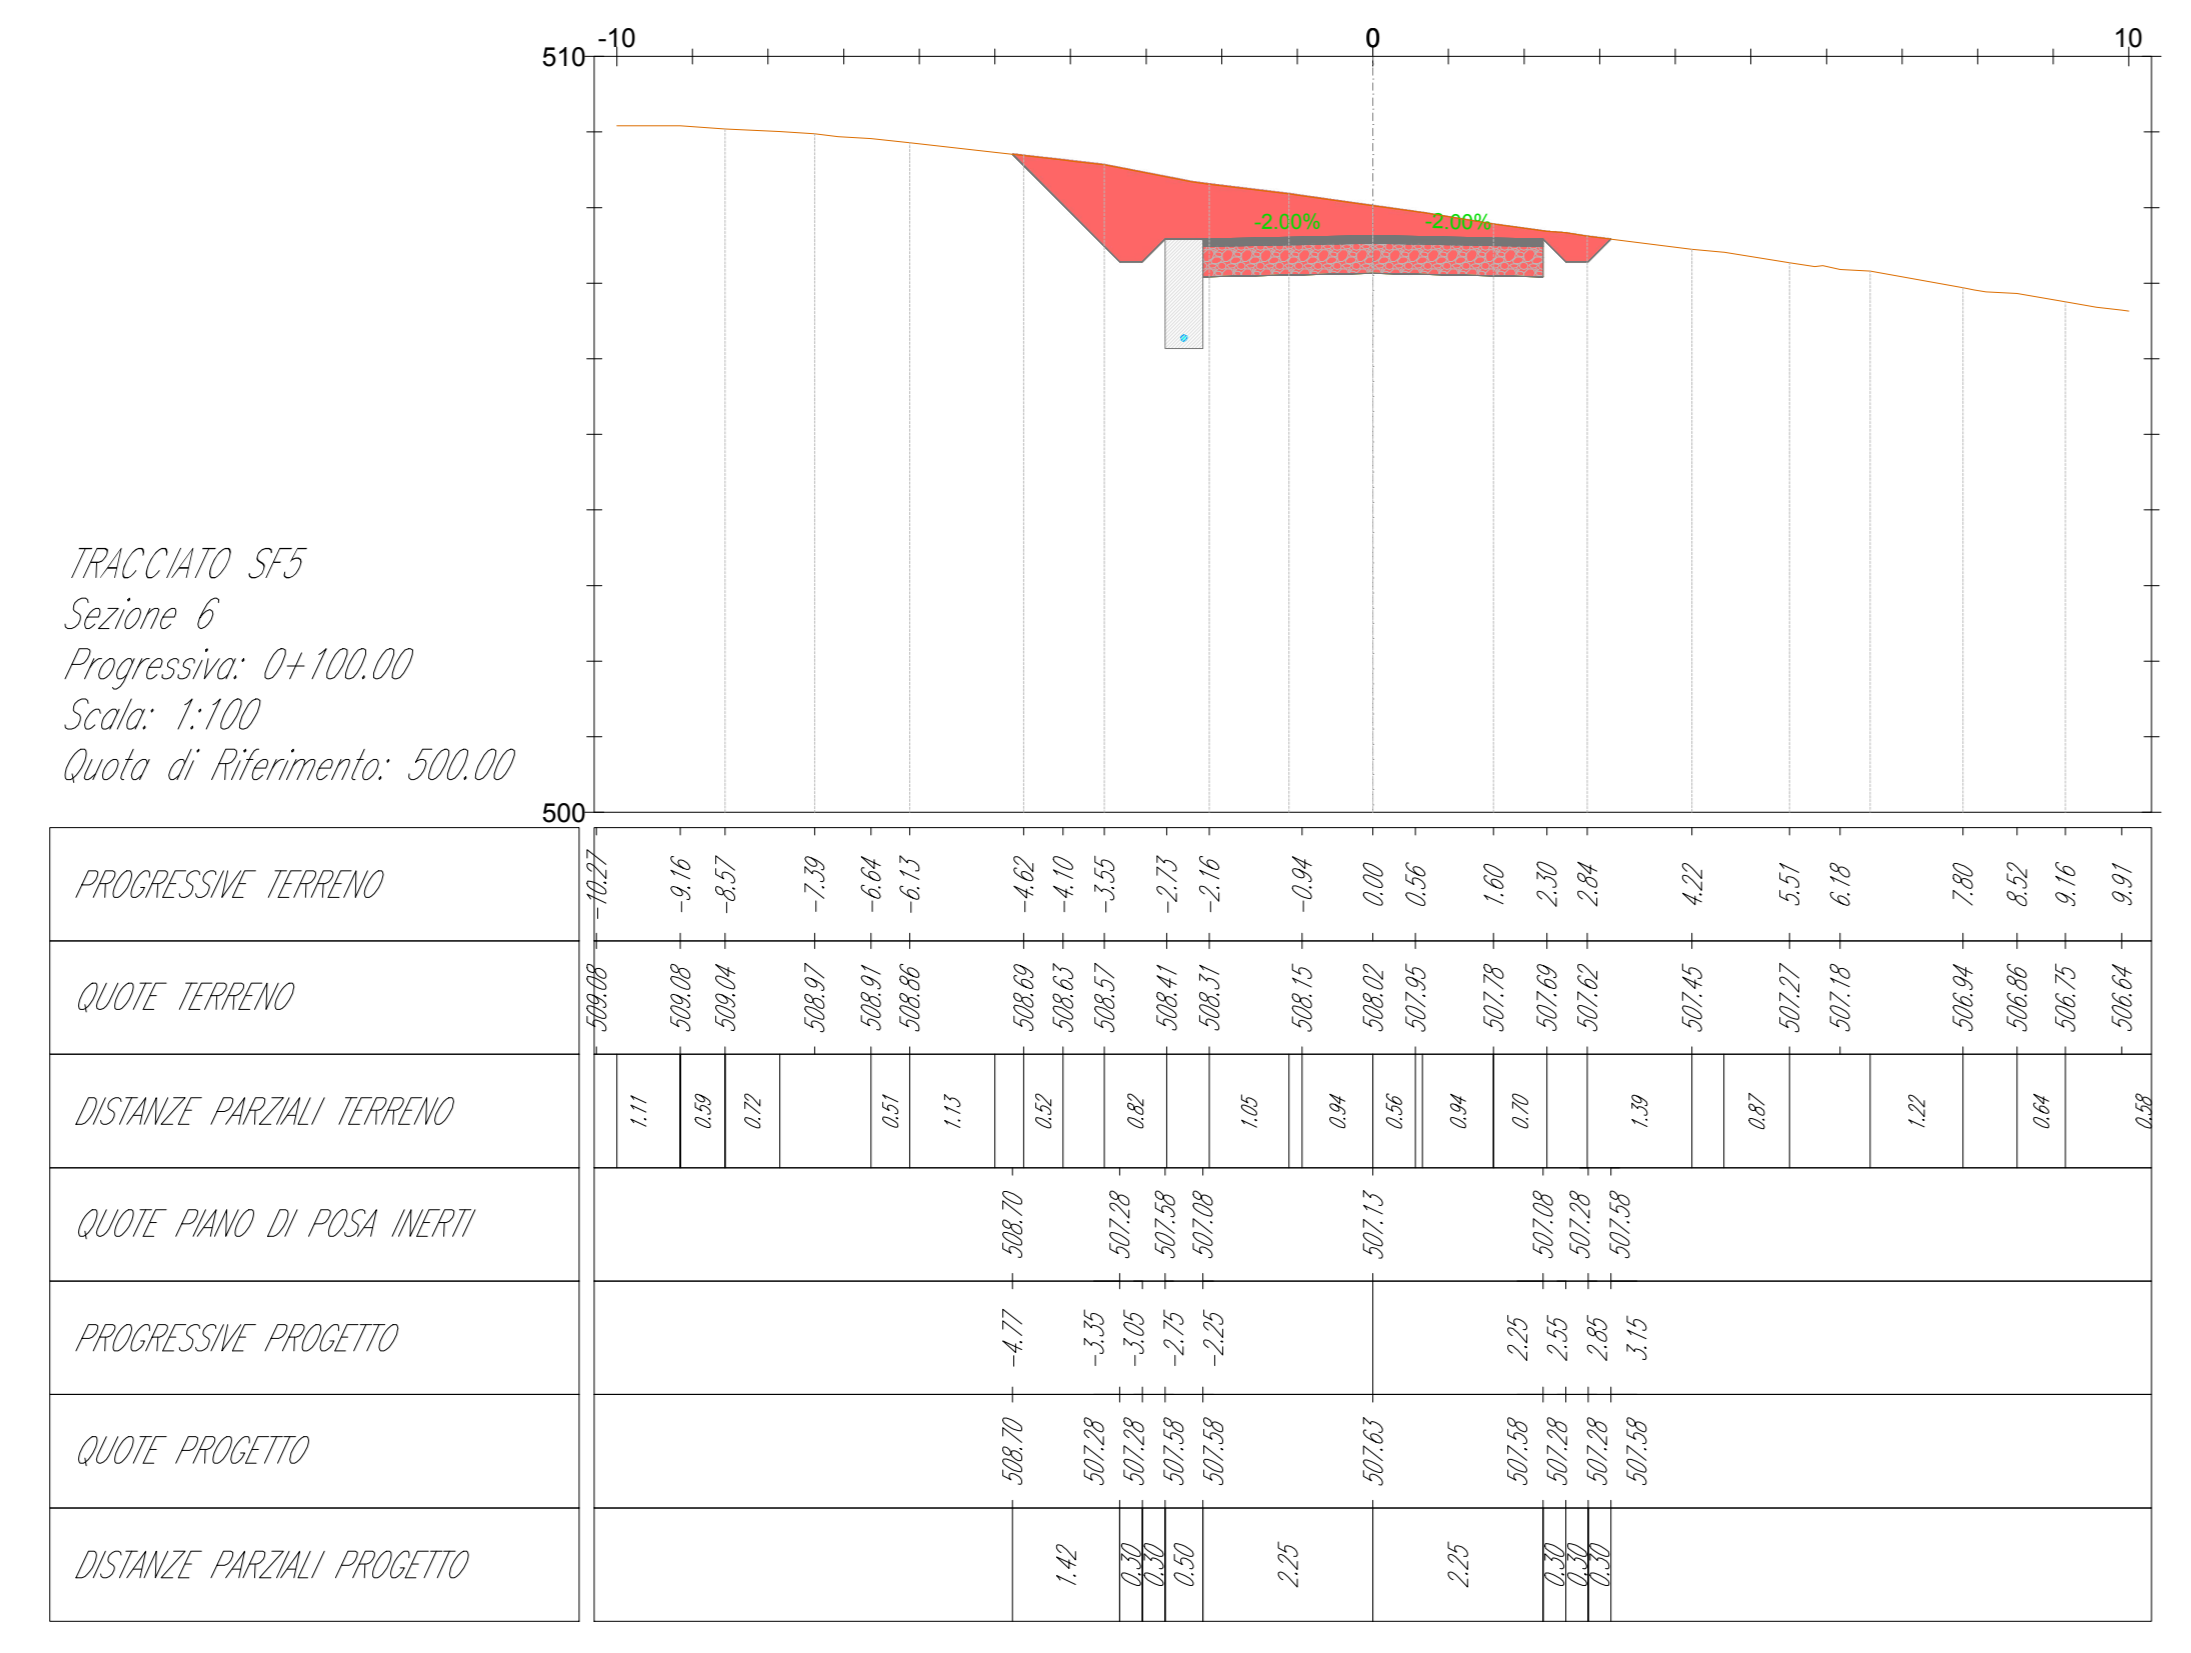 -10 0 10
510
-2.00% -2.00%
TRACCIATO SF5
Sezione 6
Progressiva: 0+100.00
Scala: 1:100
Quota di Riferimento: 500.00
500
PROGRESSIVE TERRENO -10.27 -9.16 -8.57 -7.39 -6.64 -6.13 -4.62 -4.10 -3.55 -2.73 -2.16 -0.94 0.00 0.56 1.60 2.30 2.84 4.22 5.51 6.18 7.80 8.52 9.16 9.91
QUOTE TERRENO 509.08 509.08 509.04 508.97 508.91 508.86 508.69 508.63 508.57 508.41 508.31 508.15 508.02 507.95 507.78 507.69 507.62 507.45 507.27 507.18 506.94 506.86 506.75 506.64
DISTANZE PARZIALI TERRENO 1.11 0.59 0.72 0.51 1.13 0.52 0.82 1.05 0.94 0.56 0.94 0.70 1.39 0.87 1.22 0.64 0.58
QUOTE PIANO DI POSA INERTI 508.70 507.28 507.58 507.08 507.13 507.08 507.28 507.58
PROGRESSIVE PROGETTO -4.77 -3.35 -3.05 -2.75 -2.25 2.25 2.55 2.85 3.15
QUOTE PROGETTO 508.70 507.28 507.28 507.58 507.58 507.63 507.58 507.28 507.28 507.58
DISTANZE PARZIALI PROGETTO 1.42 0.30 0.30 0.50 2.25 2.25 0.30 0.30 0.30